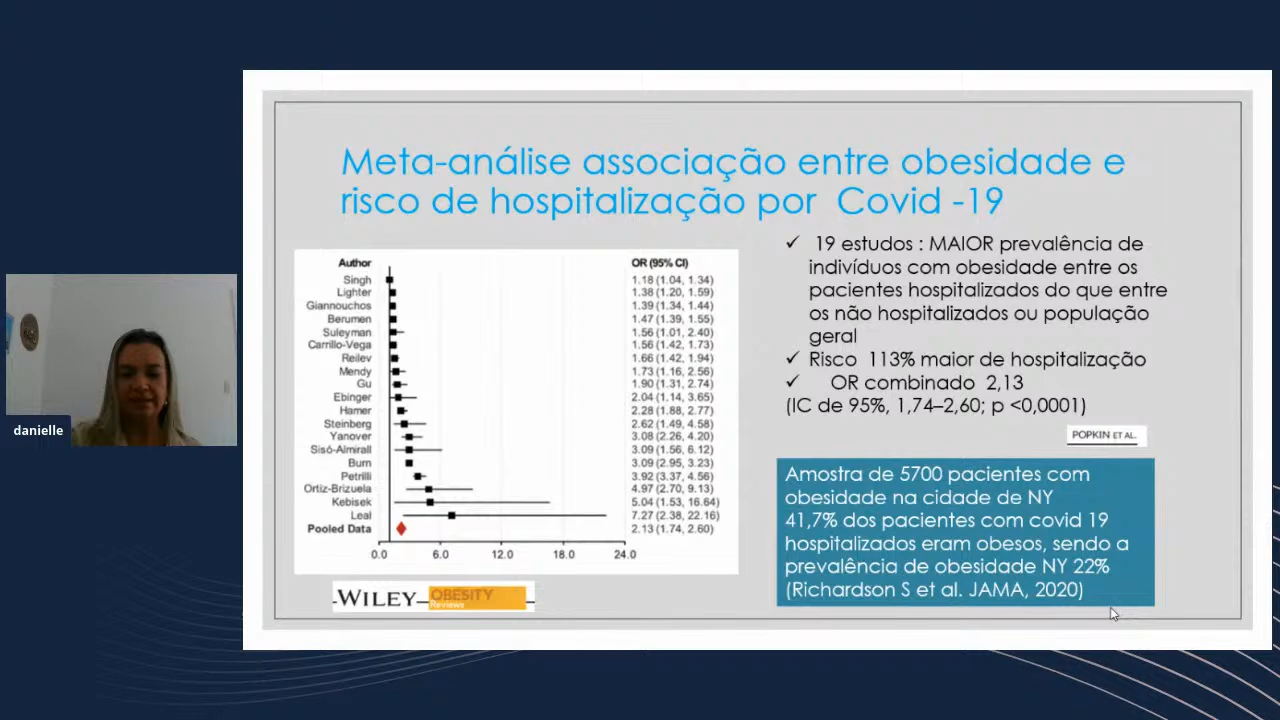 Meta-análise associação entre obesidade e
risco de hospitalização por Covid -19
Author OR (95% CI)
Singh 1.18 (1.04, 1.34)
Lighter 1.38 (1.20, 1.59)
Giannouchos 1.39 (1.34, 1.44)
Berumen 1.47 (1.39, 1.55)
Suleyman 1.56 (1.01, 2.40)
Carrillo-Vega 1.56 (1.42, 1.73)
Reilev 1.66 (1.42, 1.94)
Mendy 1.73 (1.16, 2.56)
Gu 1.90 (1.31, 2.74)
Ebinger 2.04 (1.14, 3.65)
Hamer 2.28 (1.88, 2.77)
Steinberg 2.62 (1.49, 4.58)
Yanover 3.08 (2.26, 4.20)
Sisó-Almirall 3.09 (1.56, 6.12)
Burn 3.09 (2.95, 3.23)
Petrilli 3.92 (3.37, 4.56)
Ortiz-Brizuela 4.97 (2.70, 9.13)
Kebisek 5.04 (1.53, 16.64)
Leal 7.27 (2.38, 22.16)
Pooled Data 2.13 (1.74, 2.60)
0.0 6.0 12.0 18.0 24.0
WILEY OBESITY
Reviews
✓ 19 estudos : MAIOR prevalência de
indivíduos com obesidade entre os
pacientes hospitalizados do que entre
os não hospitalizados ou população
geral
✓ Risco 113% maior de hospitalização
✓ OR combinado 2,13
(IC de 95%, 1,74–2,60; p <0,0001)
POPKIN ET AL.
Amostra de 5700 pacientes com
obesidade na cidade de NY
41,7% dos pacientes com covid 19
hospitalizados eram obesos, sendo a
prevalência de obesidade NY 22%
(Richardson S et al. JAMA, 2020)
danielle